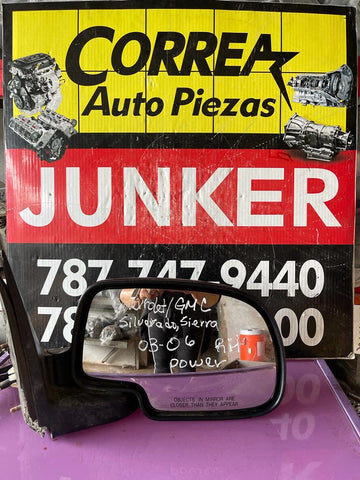 CORREA
Auto Piezas
JUNKER
787-747-9440
Silverado, Sierra
03-06 RH
power
OBJECTS IN MIRROR ARE
CLOSER THAN THEY APPEAR